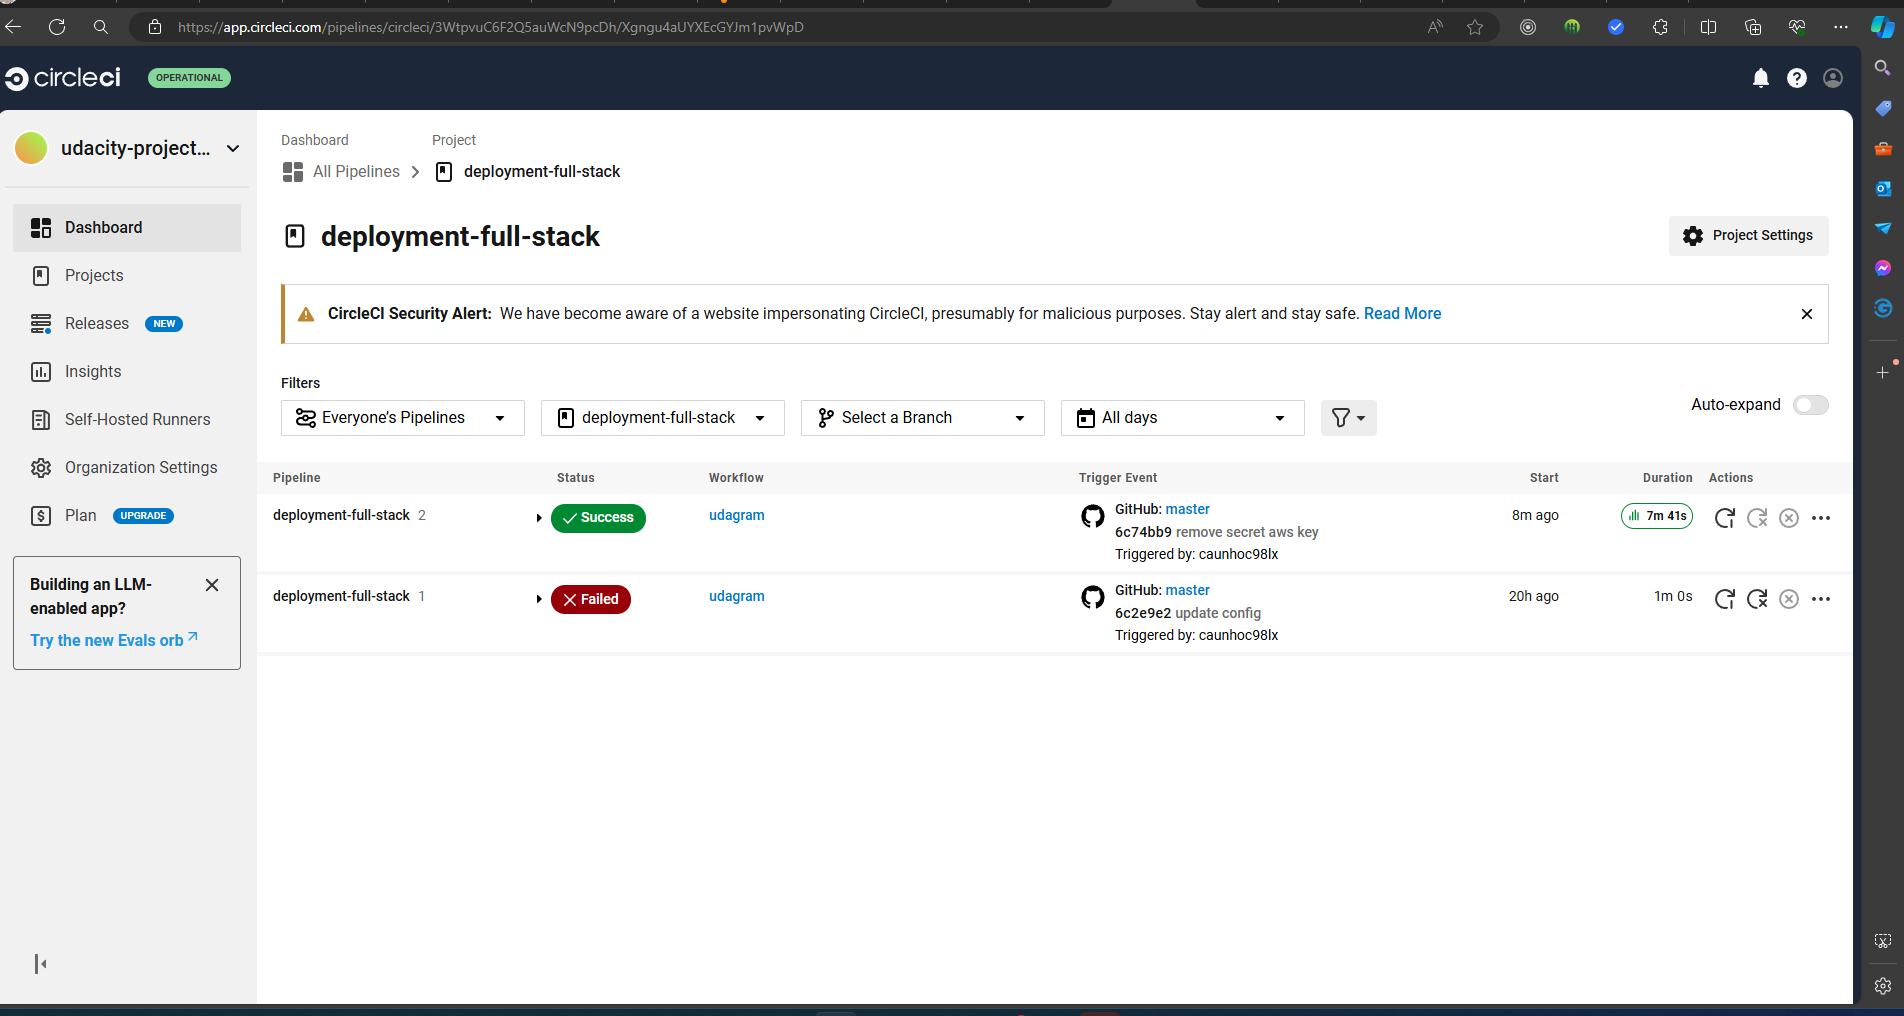 https://app.circleci.com/pipelines/circleci/3WtpvuC6F2Q5auWcN9pcDh/Xgngu4aUYXEcGYJm1pvWpD
circleci
OPERATIONAL
udacity-project...
Dashboard
Projects
Releases NEW
Insights
Self-Hosted Runners
Organization Settings
Plan UPGRADE
Building an LLM-
enabled app?
Try the new Evals orb
Dashboard Project
All Pipelines deployment-full-stack
deployment-full-stack
Project Settings
CircleCI Security Alert: We have become aware of a website impersonating CircleCI, presumably for malicious purposes. Stay alert and stay safe. Read More
Filters
Everyone's Pipelines
deployment-full-stack
Select a Branch
All days
Auto-expand
Pipeline Status Workflow Trigger Event Start Duration Actions
deployment-full-stack 2 Success udagram GitHub: master 8m ago 7m 41s
6c74bb9 remove secret aws key
Triggered by: caunhoc98lx
deployment-full-stack 1 Failed udagram GitHub: master 20h ago 1m 0s
6c2e9e2 update config
Triggered by: caunhoc98lx